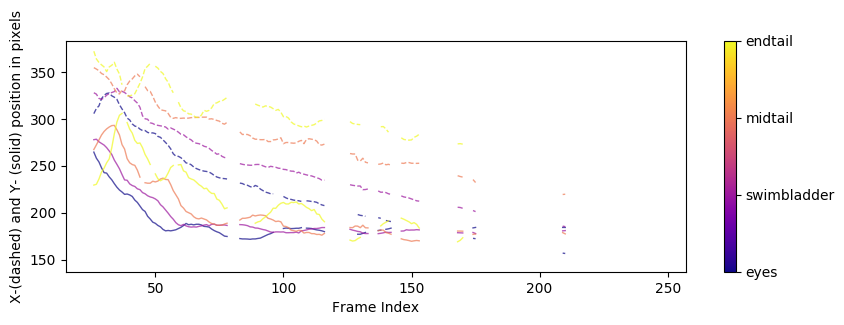 X-(dashed) and Y- (solid) position in pixels
350
300
250
200
150
50
100
150
200
250
Frame Index
endtail
midtail
swimbladder
eyes